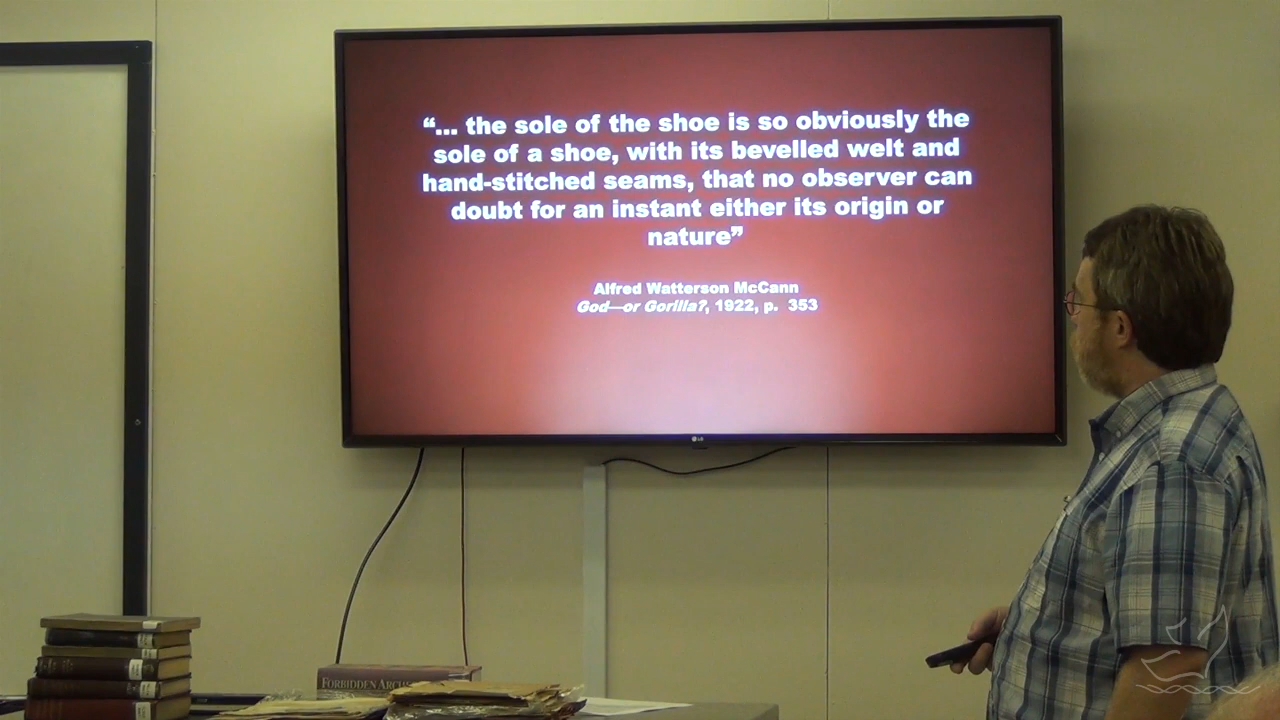 “... the sole of the shoe is so obviously the
sole of a shoe, with its bevelled welt and
hand-stitched seams, that no observer can
doubt for an instant either its origin or
nature”
Alfred Watterson McCann
God—or Gorilla?, 1922, p. 353
LG
FORBIDDEN ARCH